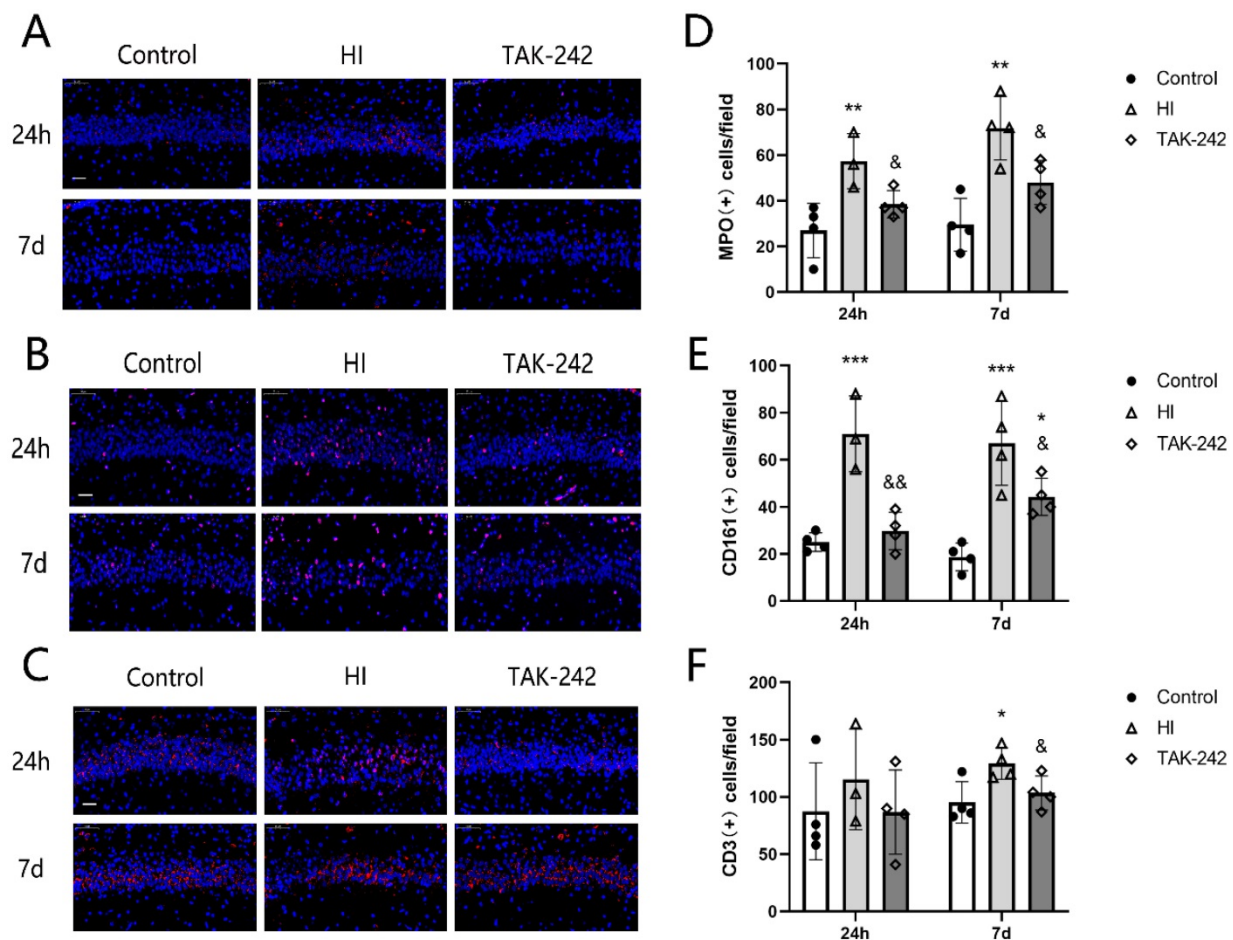 A
Control HI TAK-242
24h
7d
B
Control HI TAK-242
24h
7d
C
Control HI TAK-242
24h
7d
D
MPO (+) cells/field
100
80
60
40
20
0
** & ** &
24h 7d
Control
HI
TAK-242
E
CD161 (+) cells/field
100
80
60
40
20
0
*** && *** * &
24h 7d
Control
HI
TAK-242
F
CD3 (+) cells/field
200
150
100
50
0
* &
24h 7d
Control
HI
TAK-242